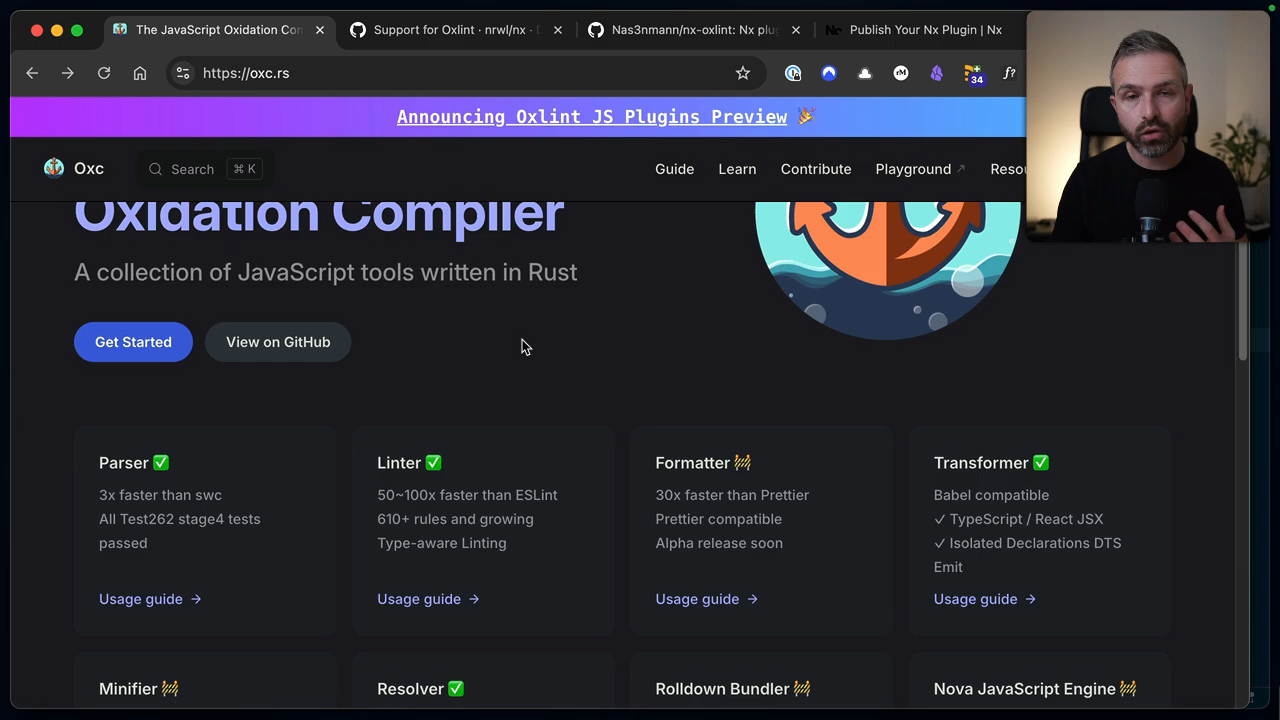 The JavaScript Oxidation Con
Support for Oxlint · nrwl/nx ·
Nas3nmann/nx-oxlint: Nx plu
Publish Your Nx Plugin | Nx
https://oxc.rs
34
Announcing Oxlint JS Plugins Preview 🎉
Oxc
Search
⌘ K
Guide
Learn
Contribute
Playground ↗
Resou
Oxidation Compiler
A collection of JavaScript tools written in Rust
Get Started
View on GitHub
Parser ✅
3x faster than swc
All Test262 stage4 tests
passed
Usage guide →
Linter ✅
50~100x faster than ESLint
610+ rules and growing
Type-aware Linting
Usage guide →
Formatter 🚧
30x faster than Prettier
Prettier compatible
Alpha release soon
Usage guide →
Transformer ✅
Babel compatible
✓ TypeScript / React JSX
✓ Isolated Declarations DTS
Emit
Usage guide →
Minifier 🚧
Resolver ✅
Rolldown Bundler 🚧
Nova JavaScript Engine 🚧